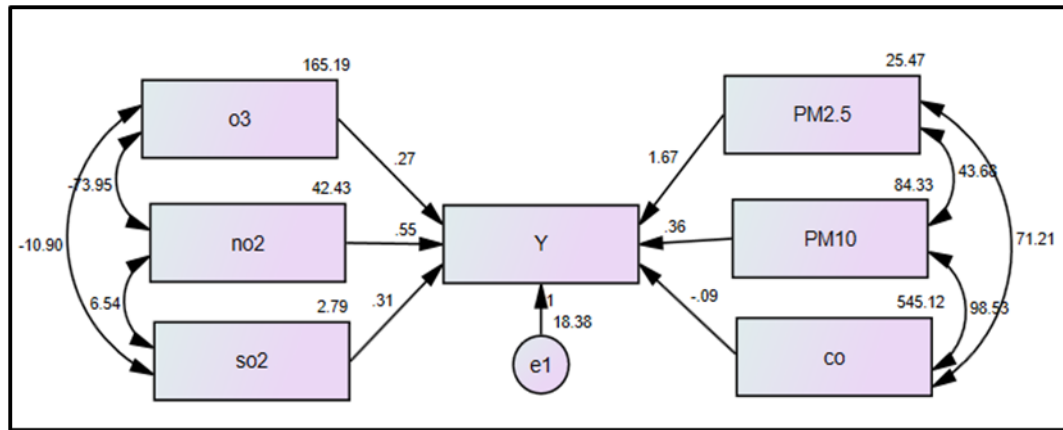 165.19
o3
-73.95
.27
42.43
no2
.55
-10.90
6.54
2.79
so2
.31
Y
1
18.38
e1
25.47
PM2.5
1.67
43.68
84.33
PM10
.36
71.21
545.12
co
-.09
98.53